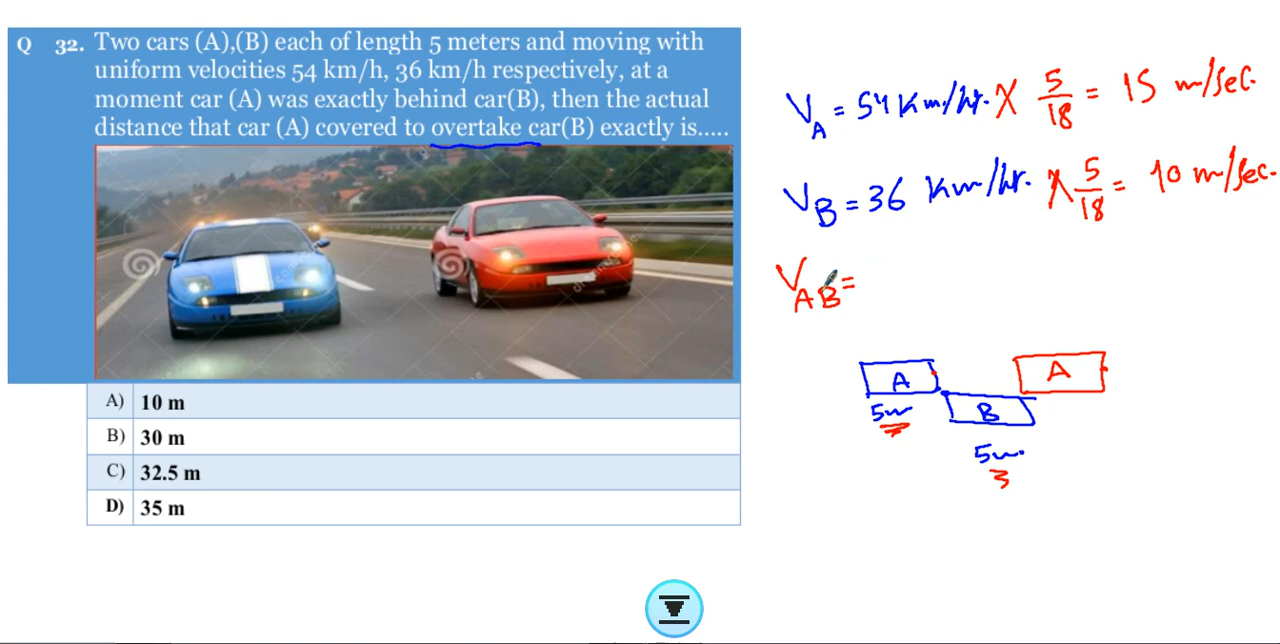 Q 32. Two cars (A),(B) each of length 5 meters and moving with
uniform velocities 54 km/h, 36 km/h respectively, at a
moment car (A) was exactly behind car(B), then the actual
distance that car (A) covered to overtake car(B) exactly is.....
A) 10 m
B) 30 m
C) 32.5 m
D) 35 m
V_A = 54 Km/hr. X 5/18 = 15 m/sec.
V_B = 36 Km/hr. X 5/18 = 10 m/sec.
V_AB =
A
A
5m
B
5m.